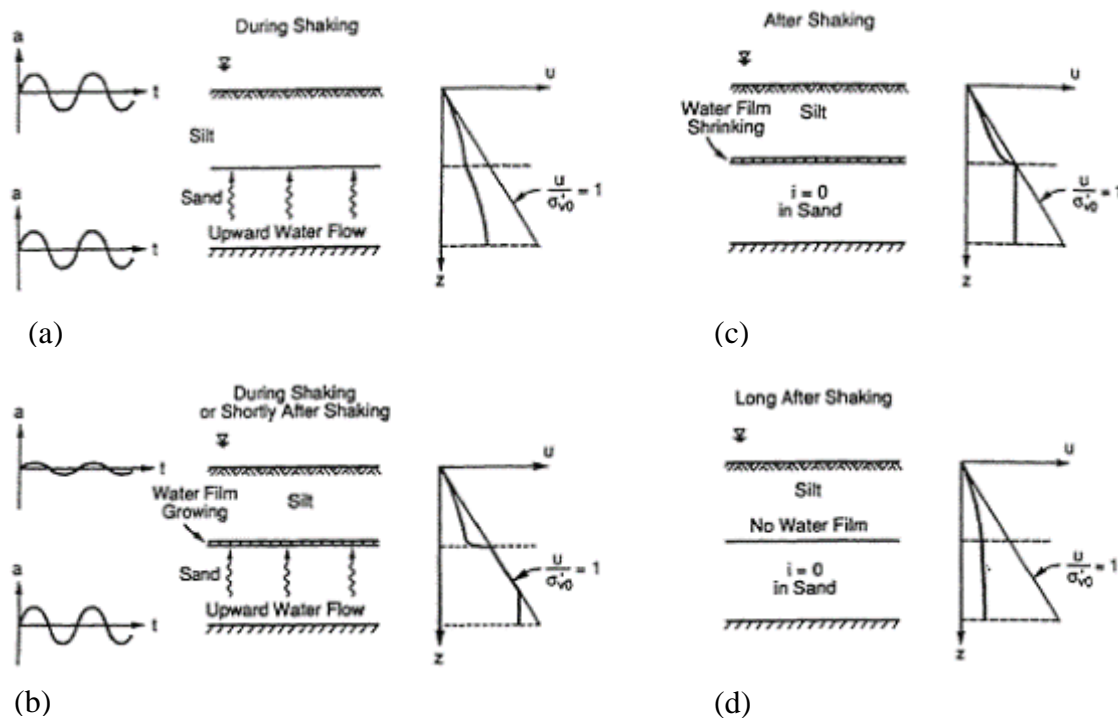 During Shaking
a
t
Silt
a
t
Sand
Upward Water Flow
u
u/σ'v0 = 1
z
(a)
After Shaking
u
Water Film
Shrinking
Silt
i = 0
in Sand
u/σ'v0 = 1
z
(c)
During Shaking
or Shortly After Shaking
a
t
Water Film
Growing
Silt
a
t
Sand
Upward Water Flow
u
u/σ'v0 = 1
z
(b)
Long After Shaking
u
Silt
No Water Film
i = 0
in Sand
u/σ'v0 = 1
z
(d)